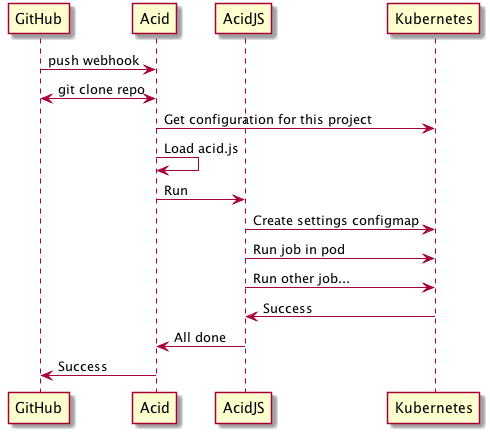 GitHub Acid AcidJS Kubernetes
push webhook
git clone repo
Get configuration for this project
Load acid.js
Run
Create settings configmap
Run job in pod
Run other job...
Success
All done
Success
GitHub Acid AcidJS Kubernetes